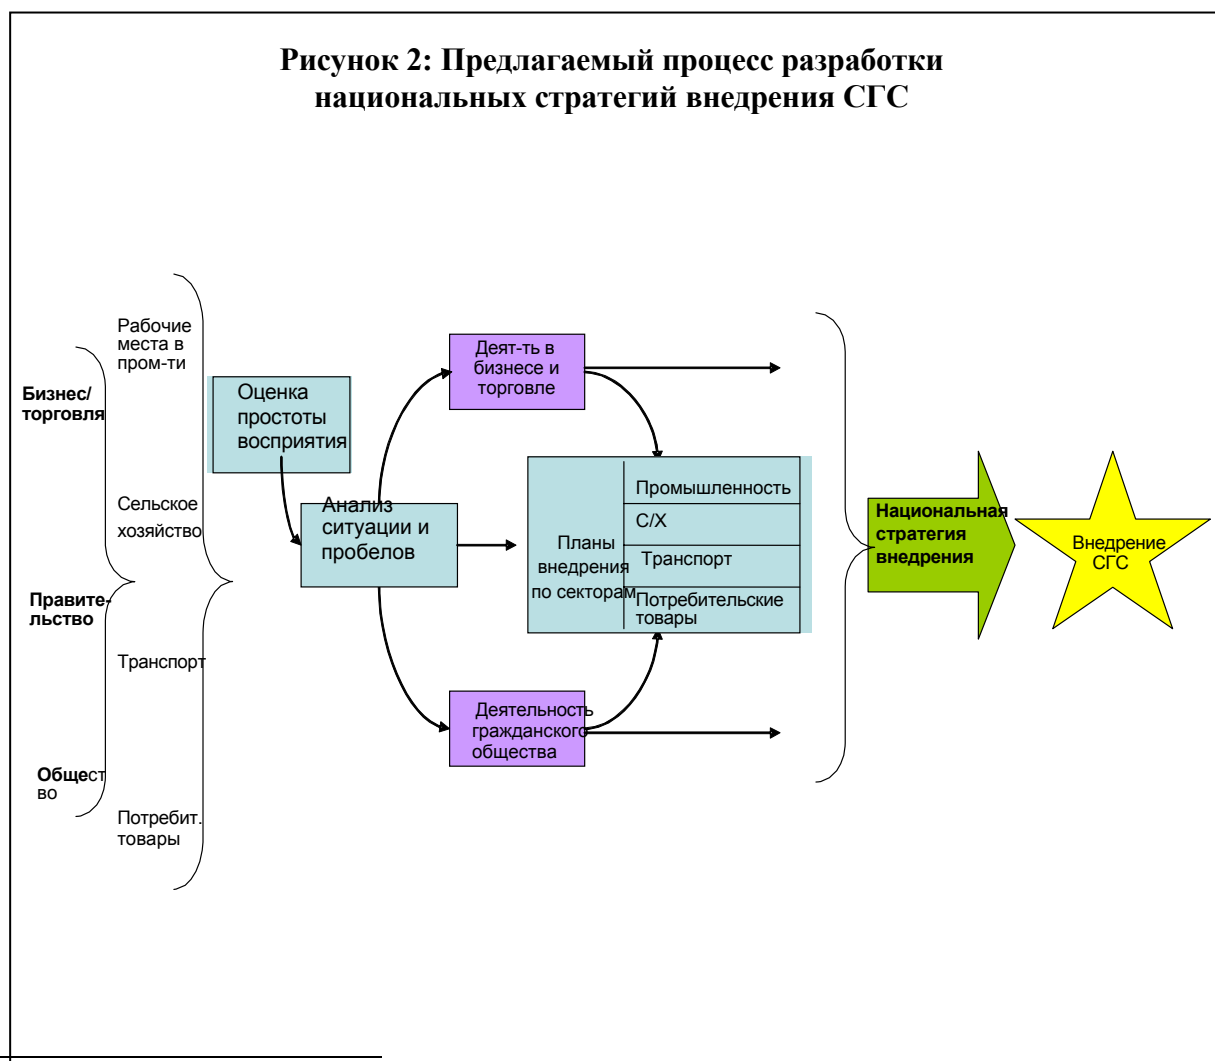 Рисунок 2: Предлагаемый процесс разработки
национальных стратегий внедрения СГС
Бизнес/
торговля
Правите-
льство
Общест
во
Рабочие
места в
пром-ти
Сельское
хозяйство
Транспорт
Потребит.
товары
Оценка
простоты
восприятия
Анализ
ситуации и
пробелов
Деят-ть в
бизнесе и
торговле
Планы
внедрения
по секторам
Промышленность
С/Х
Транспорт
Потребительские
товары
Деятельность
гражданского
общества
Национальная
стратегия
внедрения
Внедрение
СГС